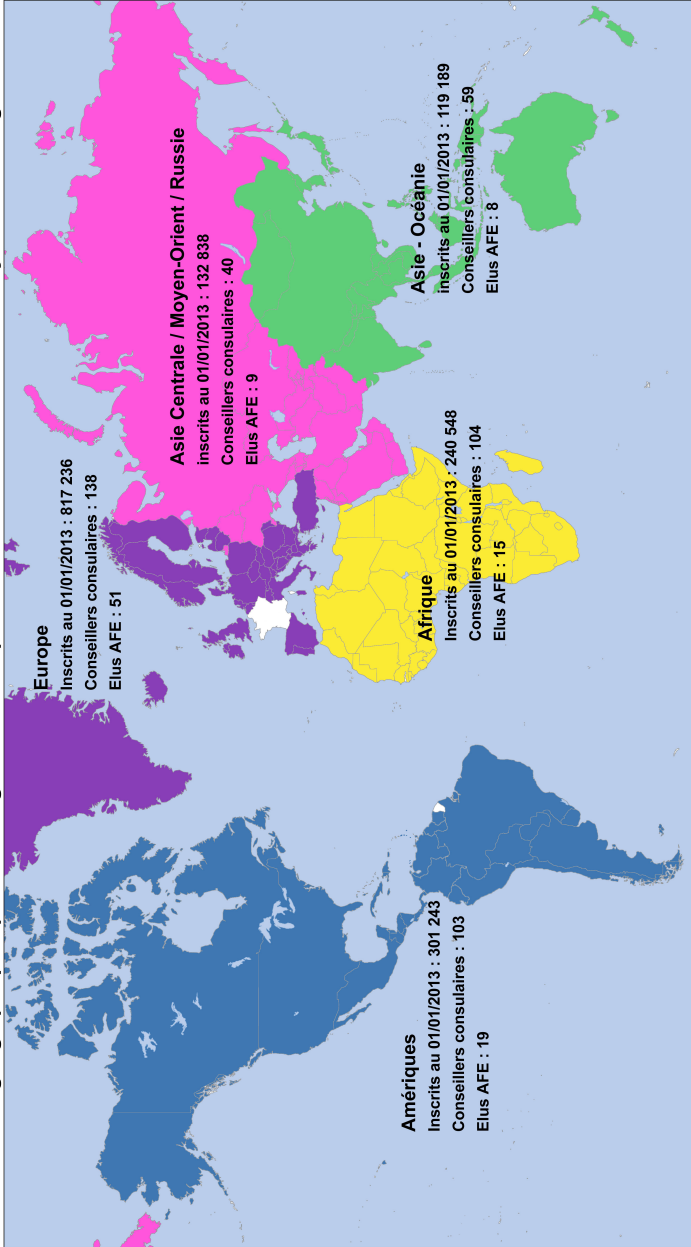 Europe
Inscrits au 01/01/2013 : 817 236
Conseillers consulaires : 138
Elus AFE : 51
Asie Centrale / Moyen-Orient / Russie
inscrits au 01/01/2013 : 132 838
Conseillers consulaires : 40
Elus AFE : 9
Amériques
Inscrits au 01/01/2013 : 301 243
Conseillers consulaires : 103
Elus AFE : 19
Afrique
Inscrits au 01/01/2013 : 240 548
Conseillers consulaires : 104
Elus AFE : 15
Asie - Océanie
inscrits au 01/01/2013 : 119 189
Conseillers consulaires : 59
Elus AFE : 8